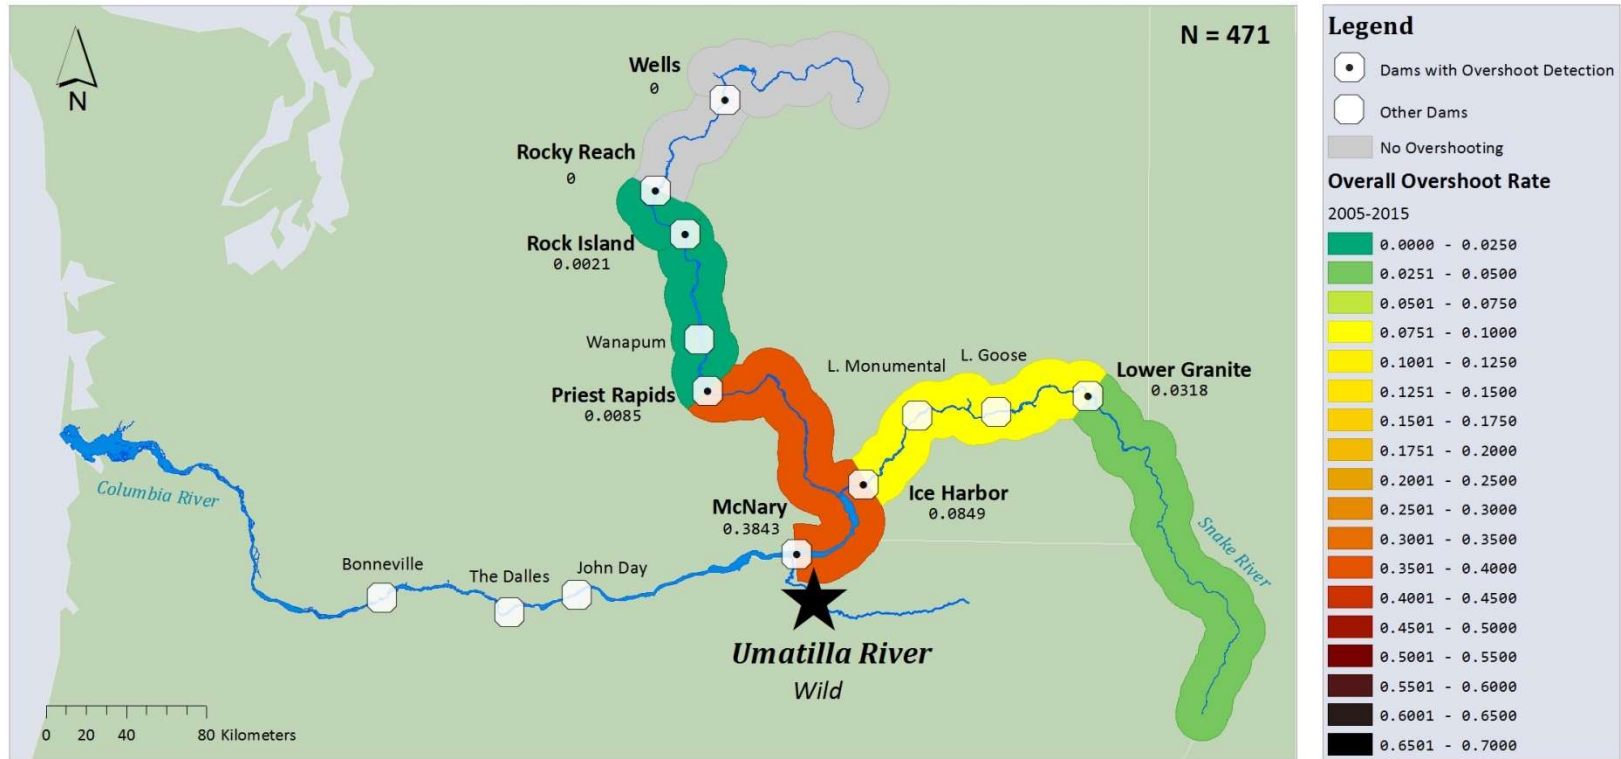 N = 471
N
Wells
0
Rocky Reach
0
Rock Island
0.0021
Wanapum
Priest Rapids
0.0085
L. Monumental
L. Goose
Lower Granite
0.0318
Ice Harbor
0.0849
McNary
0.3843
Columbia River
Bonneville
The Dalles
John Day
Snake River
Umatilla River
Wild
0 20 40 80 Kilometers
Legend
Dams with Overshoot Detection
Other Dams
No Overshooting
Overall Overshoot Rate
2005-2015
0.0000 - 0.0250
0.0251 - 0.0500
0.0501 - 0.0750
0.0751 - 0.1000
0.1001 - 0.1250
0.1251 - 0.1500
0.1501 - 0.1750
0.1751 - 0.2000
0.2001 - 0.2500
0.2501 - 0.3000
0.3001 - 0.3500
0.3501 - 0.4000
0.4001 - 0.4500
0.4501 - 0.5000
0.5001 - 0.5500
0.5501 - 0.6000
0.6001 - 0.6500
0.6501 - 0.7000